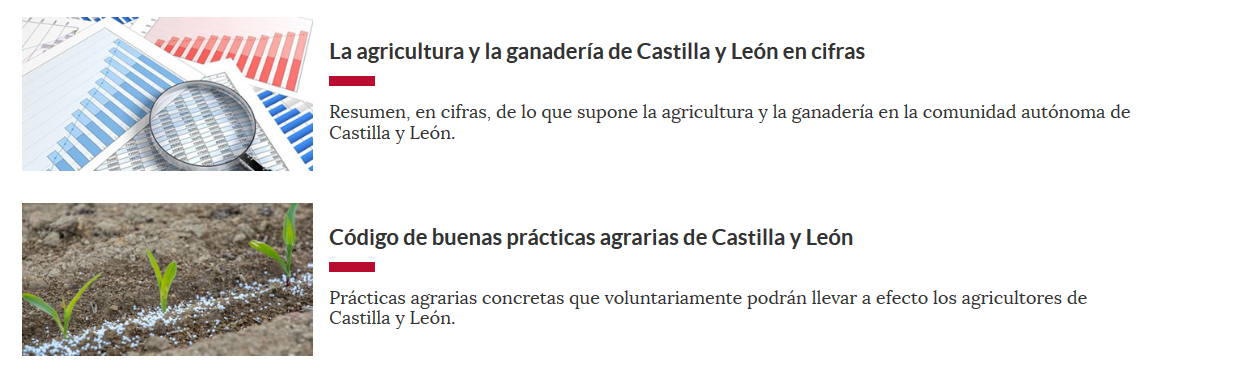 La agricultura y la ganadería de Castilla y León en cifras
Resumen, en cifras, de lo que supone la agricultura y la ganadería en la comunidad autónoma de
Castilla y León.
Código de buenas prácticas agrarias de Castilla y León
Prácticas agrarias concretas que voluntariamente podrán llevar a efecto los agricultores de
Castilla y León.